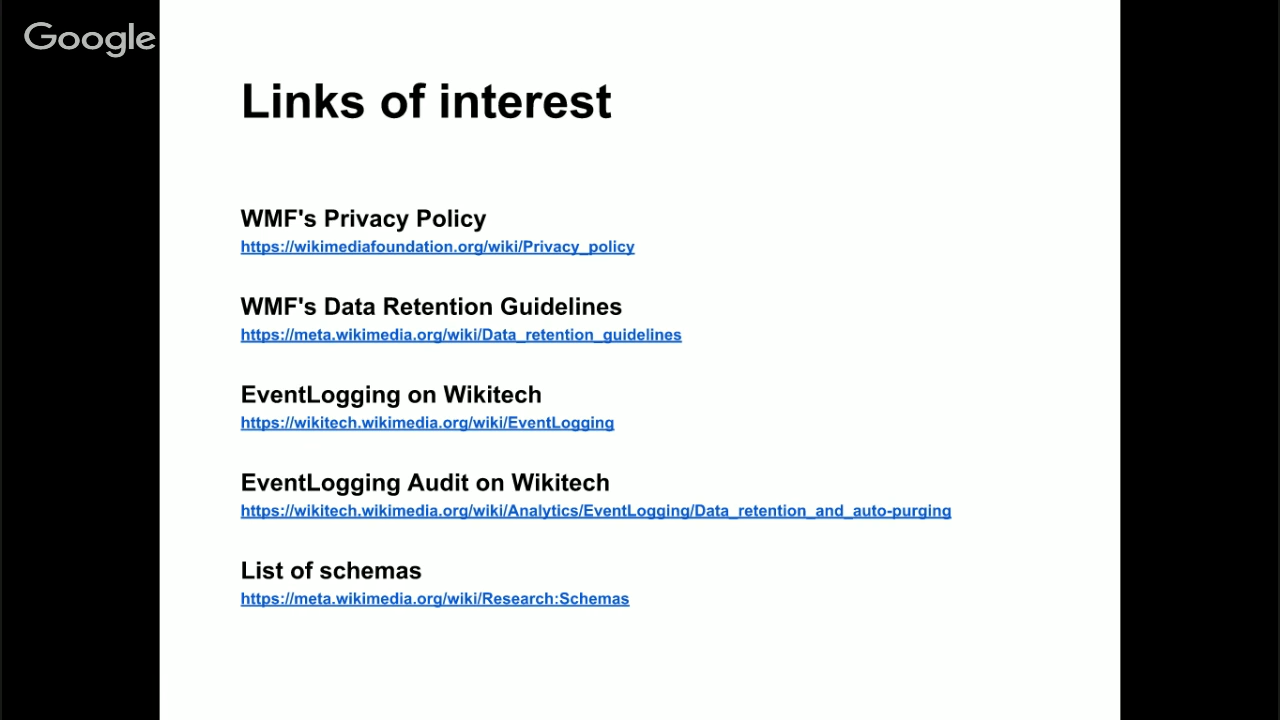 Google
Links of interest
WMF's Privacy Policy
https://wikimediafoundation.org/wiki/Privacy_policy
WMF's Data Retention Guidelines
https://meta.wikimedia.org/wiki/Data_retention_guidelines
EventLogging on Wikitech
https://wikitech.wikimedia.org/wiki/EventLogging
EventLogging Audit on Wikitech
https://wikitech.wikimedia.org/wiki/Analytics/EventLogging/Data_retention_and_auto-purging
List of schemas
https://meta.wikimedia.org/wiki/Research:Schemas